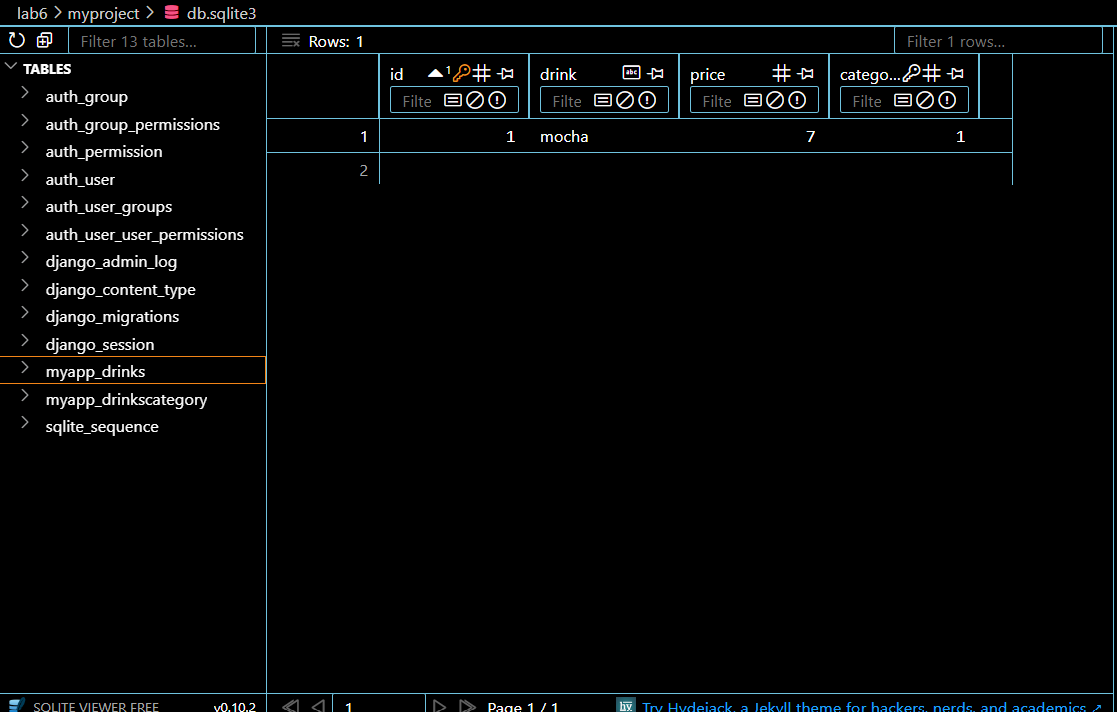 lab6 > myproject > db.sqlite3
Filter 13 tables...
Rows: 1
Filter 1 rows...
TABLES
auth_group
auth_group_permissions
auth_permission
auth_user
auth_user_groups
auth_user_user_permissions
django_admin_log
django_content_type
django_migrations
django_session
myapp_drinks
myapp_drinkscategory
sqlite_sequence
id 1 drink abc price catego...
Filte Filte Filte Filte
1 1 mocha 7 1
2
SQLITE VIEWER FREE v0.10.2
1 Page 1 / 1
hy Try Hydejack, a Jekyll theme for hackers, nerds, and academics ↗